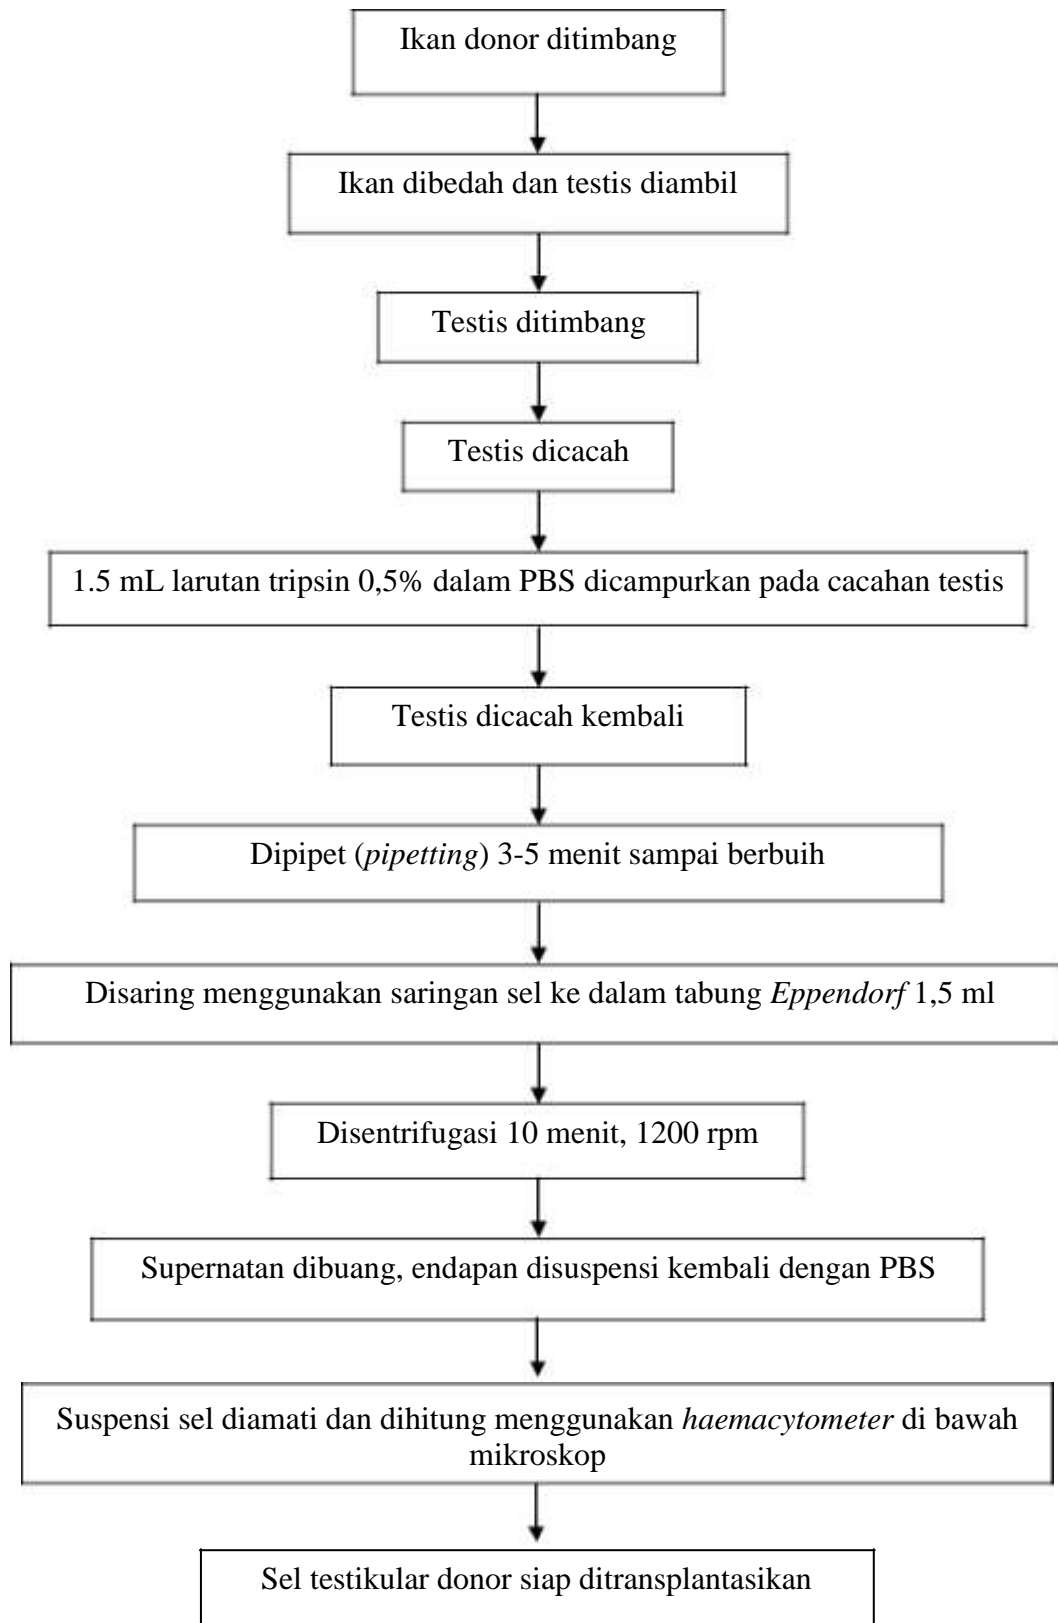 Ikan donor ditimbang
Ikan dibedah dan testis diambil
Testis ditimbang
Testis dicacah
1.5 mL larutan tripsin 0,5% dalam PBS dicampurkan pada cacahan testis
Testis dicacah kembali
Dipipet (pipetting) 3-5 menit sampai berbuih
Disaring menggunakan saringan sel ke dalam tabung Eppendorf 1,5 ml
Disentrifugasi 10 menit, 1200 rpm
Supernatan dibuang, endapan disuspensi kembali dengan PBS
Suspensi sel diamati dan dihitung menggunakan haemacytometer di bawah
mikroskop
Sel testikular donor siap ditransplantasikan